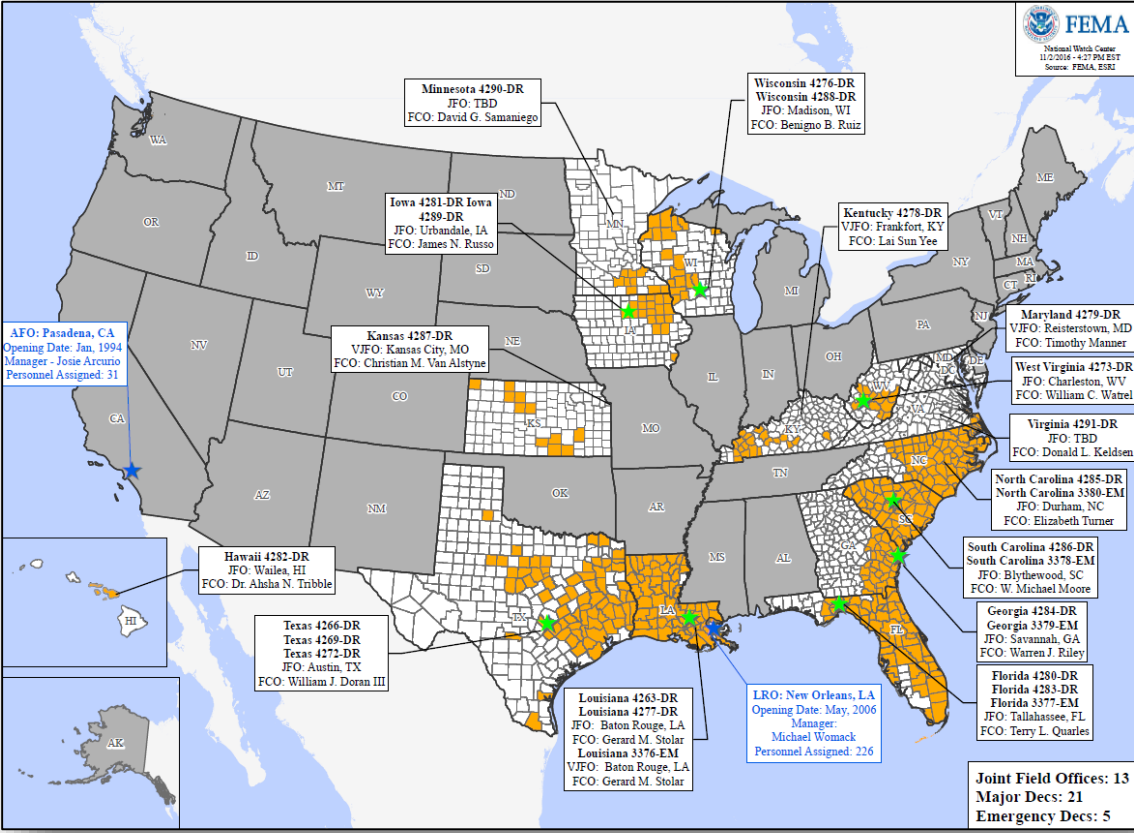 FEMA
National Watch Center
11/2/2016 - 4:27 PM EST
Source: FEMA, ESRI
Minnesota 4290-DR
JFO: TBD
FCO: David G. Samaniego
Wisconsin 4276-DR
Wisconsin 4288-DR
JFO: Madison, WI
FCO: Benigno B. Ruiz
Iowa 4281-DR Iowa
4289-DR
JFO: Urbandale, IA
FCO: James N. Russo
Kentucky 4278-DR
VJFO: Frankfort, KY
FCO: Lai Sun Yee
Kansas 4287-DR
VJFO: Kansas City, MO
FCO: Christian M. Van Alstyne
Maryland 4279-DR
VJFO: Reisterstown, MD
FCO: Timothy Manner
AFO: Pasadena, CA
Opening Date: Jan, 1994
Manager - Josie Arcurio
Personnel Assigned: 31
West Virginia 4273-DR
JFO: Charleston, WV
FCO: William C. Watrel
Virginia 4291-DR
JFO: TBD
FCO: Donald L. Keldsen
North Carolina 4285-DR
North Carolina 3380-EM
JFO: Durham, NC
FCO: Elizabeth Turner
South Carolina 4286-DR
South Carolina 3378-EM
JFO: Blythewood, SC
FCO: W. Michael Moore
Hawaii 4282-DR
JFO: Wailea, HI
FCO: Dr. Ahsha N. Tribble
Georgia 4284-DR
Georgia 3379-EM
JFO: Savannah, GA
FCO: Warren J. Riley
Texas 4266-DR
Texas 4269-DR
Texas 4272-DR
JFO: Austin, TX
FCO: William J. Doran III
Florida 4280-DR
Florida 4283-DR
Florida 3377-EM
JFO: Tallahassee, FL
FCO: Terry L. Quarles
Louisiana 4263-DR
Louisiana 4277-DR
JFO: Baton Rouge, LA
FCO: Gerard M. Stolar
Louisiana 3376-EM
VJFO: Baton Rouge, LA
FCO: Gerard M. Stolar
LRO: New Orleans, LA
Opening Date: May, 2006
Manager:
Michael Womack
Personnel Assigned: 226
Joint Field Offices: 13
Major Decs: 21
Emergency Decs: 5
WA
MT
ND
MN
ME
OR
ID
WY
SD
WI
MI
VT
NH
NY
MA
CT
RI
NV
UT
CO
NE
IA
IL
IN
OH
PA
NJ
MD
DE
DC
CA
KS
MO
KY
WV
VA
AZ
NM
OK
AR
TN
NC
SC
TX
LA
MS
AL
GA
FL
HI
AK